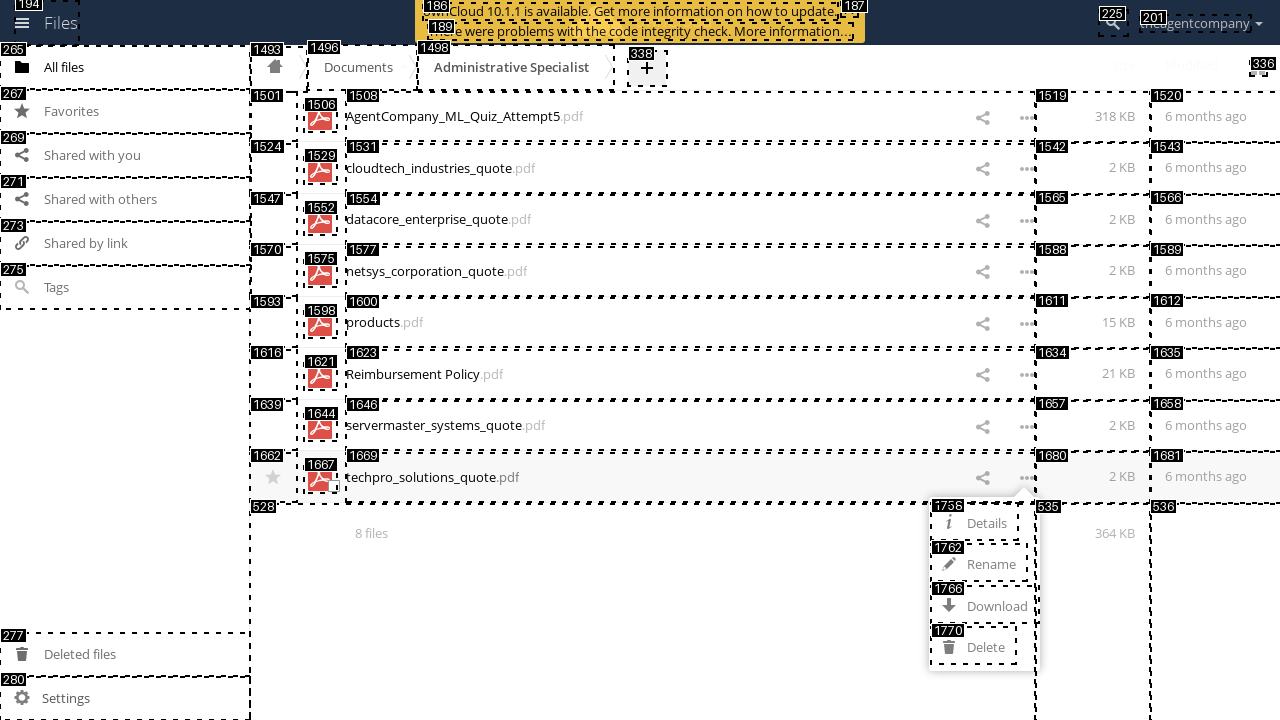 194
Files
186
ownCloud 10.1.1 is available. Get more information on how to update.
187
189
There were problems with the code integrity check. More information…
225
201
theagentcompany
265
All files
267
Favorites
269
Shared with you
271
Shared with others
273
Shared by link
275
Tags
277
Deleted files
280
Settings
1493
1496
Documents
1498
Administrative Specialist
338
+
336
1501
1506
1508
AgentCompany_ML_Quiz_Attempt5.pdf
1519
318 KB
1520
6 months ago
1524
1529
1531
cloudtech_industries_quote.pdf
1542
2 KB
1543
6 months ago
1547
1552
1554
datacore_enterprise_quote.pdf
1565
2 KB
1566
6 months ago
1570
1575
1577
netsys_corporation_quote.pdf
1588
2 KB
1589
6 months ago
1593
1598
1600
products.pdf
1611
15 KB
1612
6 months ago
1616
1621
1623
Reimbursement Policy.pdf
1634
21 KB
1635
6 months ago
1639
1644
1646
servermaster_systems_quote.pdf
1657
2 KB
1658
6 months ago
1662
1667
1669
techpro_solutions_quote.pdf
1680
2 KB
1681
6 months ago
528
8 files
535
364 KB
536
1758
Details
1762
Rename
1766
Download
1770
Delete